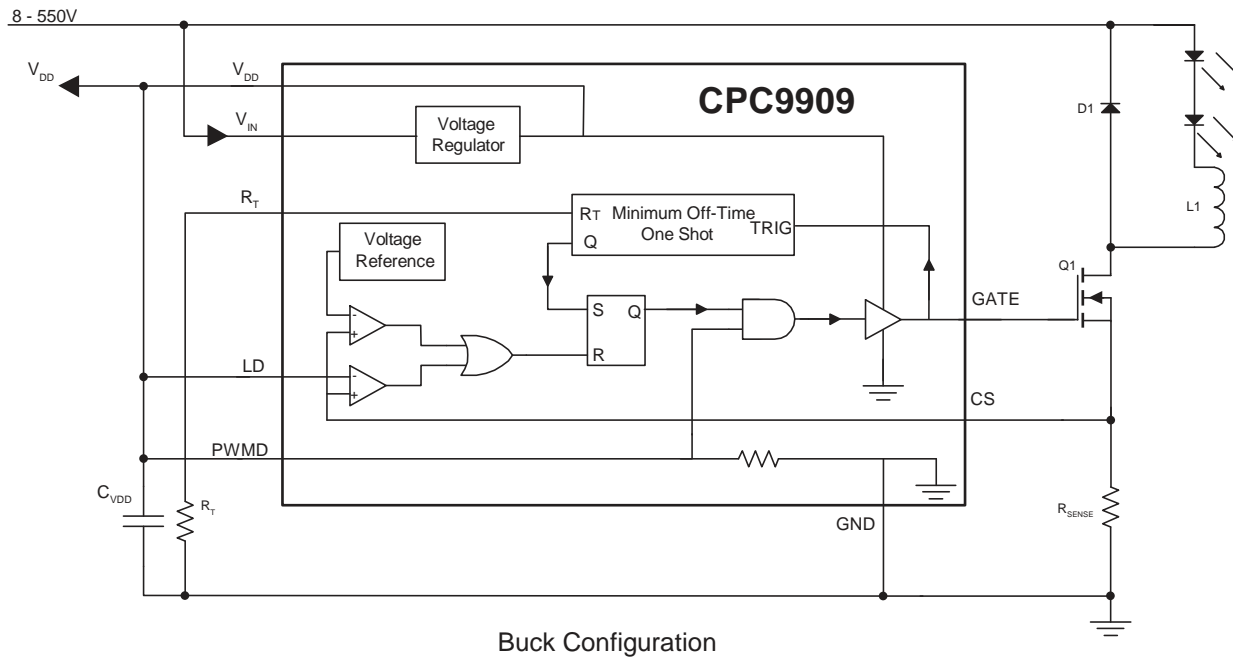 8 - 550V
V_DD
V_DD
CPC9909
V_IN
Voltage
Regulator
D1
R_T
R_T
Minimum Off-Time
One Shot
TRIG
Q
L1
Voltage
Reference
Q1
GATE
S
Q
R
-
+
LD
-
+
CS
PWMD
C_VDD
R_T
GND
R_SENSE
Buck Configuration